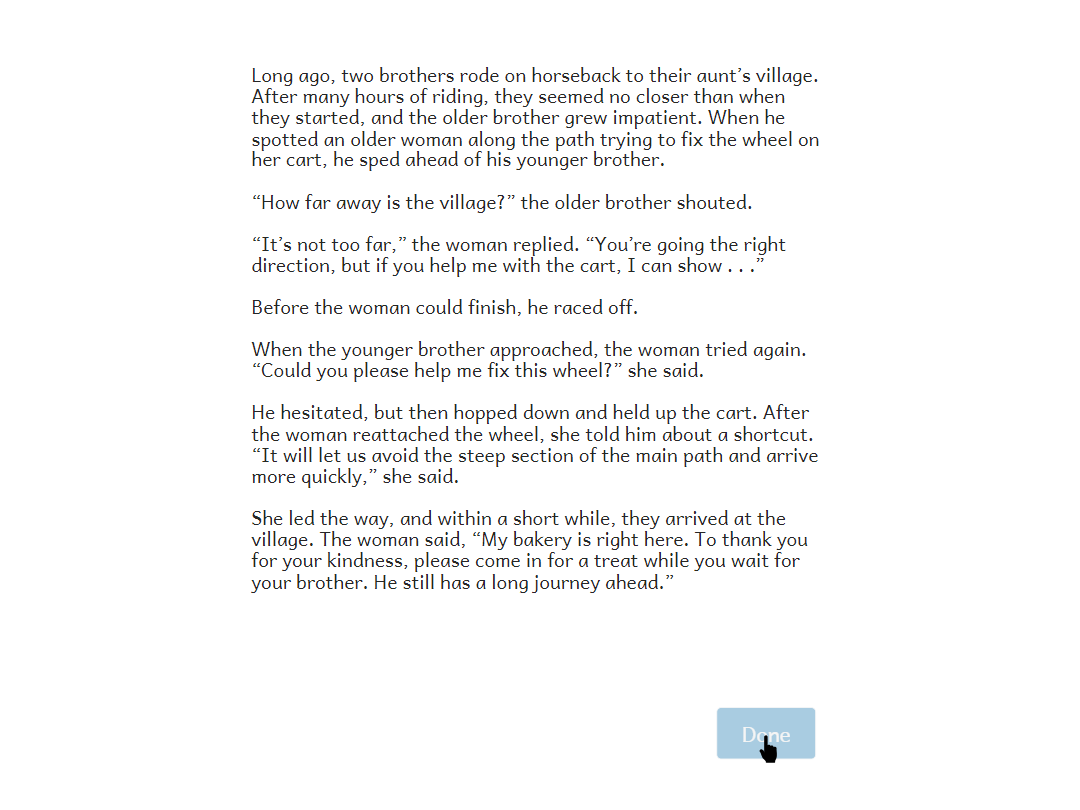 Long ago, two brothers rode on horseback to their aunt’s village.
After many hours of riding, they seemed no closer than when
they started, and the older brother grew impatient. When he
spotted an older woman along the path trying to fix the wheel on
her cart, he sped ahead of his younger brother.
“How far away is the village?” the older brother shouted.
“It’s not too far,” the woman replied. “You’re going the right
direction, but if you help me with the cart, I can show . . .”
Before the woman could finish, he raced off.
When the younger brother approached, the woman tried again.
“Could you please help me fix this wheel?” she said.
He hesitated, but then hopped down and held up the cart. After
the woman reattached the wheel, she told him about a shortcut.
“It will let us avoid the steep section of the main path and arrive
more quickly,” she said.
She led the way, and within a short while, they arrived at the
village. The woman said, “My bakery is right here. To thank you
for your kindness, please come in for a treat while you wait for
your brother. He still has a long journey ahead.”
Done